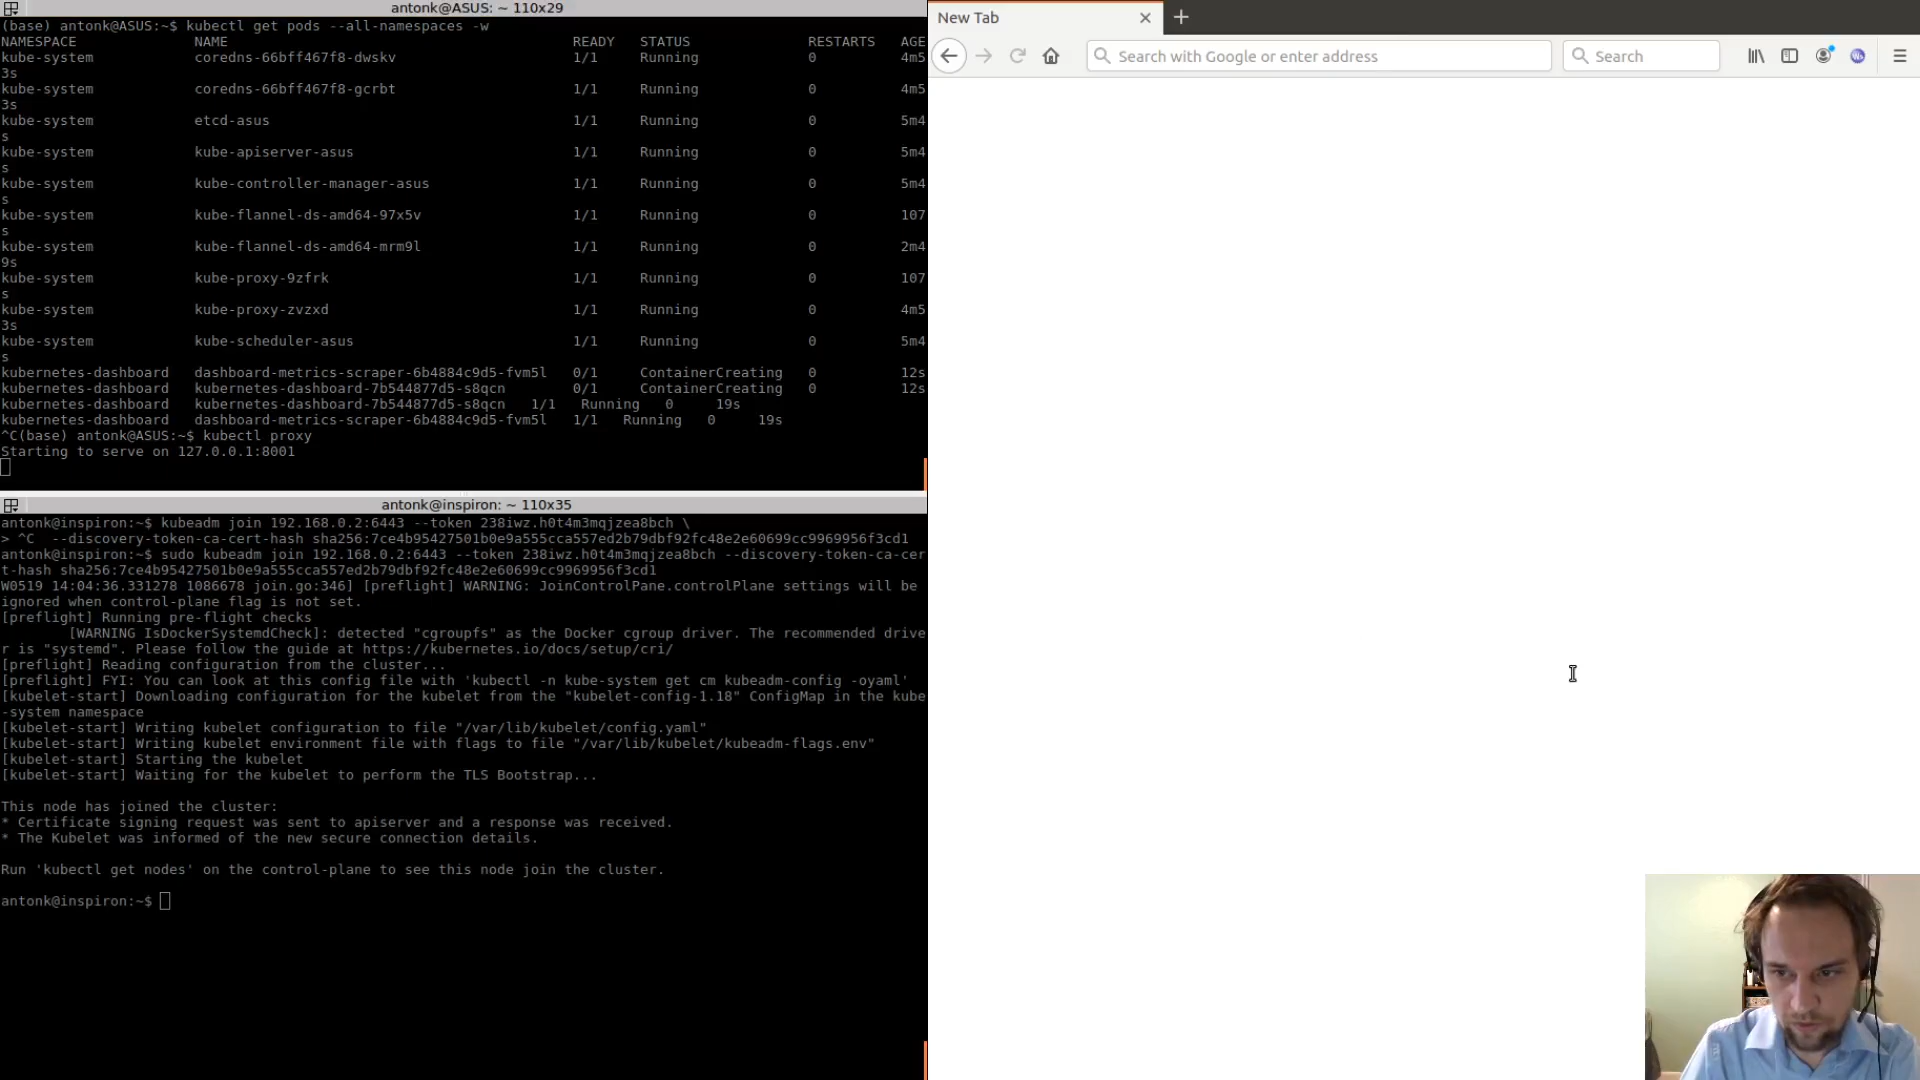 antonk@ASUS: ~ 110x29
(base) antonk@ASUS:~$ kubectl get pods --all-namespaces -w
NAMESPACE NAME READY STATUS RESTARTS AGE
kube-system coredns-66bff467f8-dwskv 1/1 Running 0 4m5
3s
kube-system coredns-66bff467f8-gcrbt 1/1 Running 0 4m5
3s
kube-system etcd-asus 1/1 Running 0 5m4
s
kube-system kube-apiserver-asus 1/1 Running 0 5m4
s
kube-system kube-controller-manager-asus 1/1 Running 0 5m4
s
kube-system kube-flannel-ds-amd64-97x5v 1/1 Running 0 107
s
kube-system kube-flannel-ds-amd64-mrm9l 1/1 Running 0 2m4
9s
kube-system kube-proxy-9zfrk 1/1 Running 0 107
s
kube-system kube-proxy-zvzxd 1/1 Running 0 4m5
3s
kube-system kube-scheduler-asus 1/1 Running 0 5m4
s
kubernetes-dashboard dashboard-metrics-scraper-6b4884c9d5-fvm5l 0/1 ContainerCreating 0 12s
kubernetes-dashboard kubernetes-dashboard-7b544877d5-s8qcn 0/1 ContainerCreating 0 12s
kubernetes-dashboard kubernetes-dashboard-7b544877d5-s8qcn 1/1 Running 0 19s
kubernetes-dashboard dashboard-metrics-scraper-6b4884c9d5-fvm5l 1/1 Running 0 19s
^C(base) antonk@ASUS:~$ kubectl proxy
Starting to serve on 127.0.0.1:8001
antonk@inspiron: ~ 110x35
antonk@inspiron:~$ kubeadm join 192.168.0.2:6443 --token 238iwz.h0t4m3mqjzea8bch \
> ^C --discovery-token-ca-cert-hash sha256:7ce4b95427501b0e9a555cca557ed2b79dbf92fc48e2e60699cc9969956f3cd1
antonk@inspiron:~$ sudo kubeadm join 192.168.0.2:6443 --token 238iwz.h0t4m3mqjzea8bch --discovery-token-ca-cer
t-hash sha256:7ce4b95427501b0e9a555cca557ed2b79dbf92fc48e2e60699cc9969956f3cd1
W0519 14:04:36.331278 1086678 join.go:346] [preflight] WARNING: JoinControlPane.controlPlane settings will be
ignored when control-plane flag is not set.
[preflight] Running pre-flight checks
[WARNING IsDockerSystemdCheck]: detected "cgroupfs" as the Docker cgroup driver. The recommended drive
r is "systemd". Please follow the guide at https://kubernetes.io/docs/setup/cri/
[preflight] Reading configuration from the cluster...
[preflight] FYI: You can look at this config file with 'kubectl -n kube-system get cm kubeadm-config -oyaml'
[kubelet-start] Downloading configuration for the kubelet from the "kubelet-config-1.18" ConfigMap in the kube
-system namespace
[kubelet-start] Writing kubelet configuration to file "/var/lib/kubelet/config.yaml"
[kubelet-start] Writing kubelet environment file with flags to file "/var/lib/kubelet/kubeadm-flags.env"
[kubelet-start] Starting the kubelet
[kubelet-start] Waiting for the kubelet to perform the TLS Bootstrap...
This node has joined the cluster:
* Certificate signing request was sent to apiserver and a response was received.
* The Kubelet was informed of the new secure connection details.
Run 'kubectl get nodes' on the control-plane to see this node join the cluster.
antonk@inspiron:~$
New Tab
Search with Google or enter address
Search